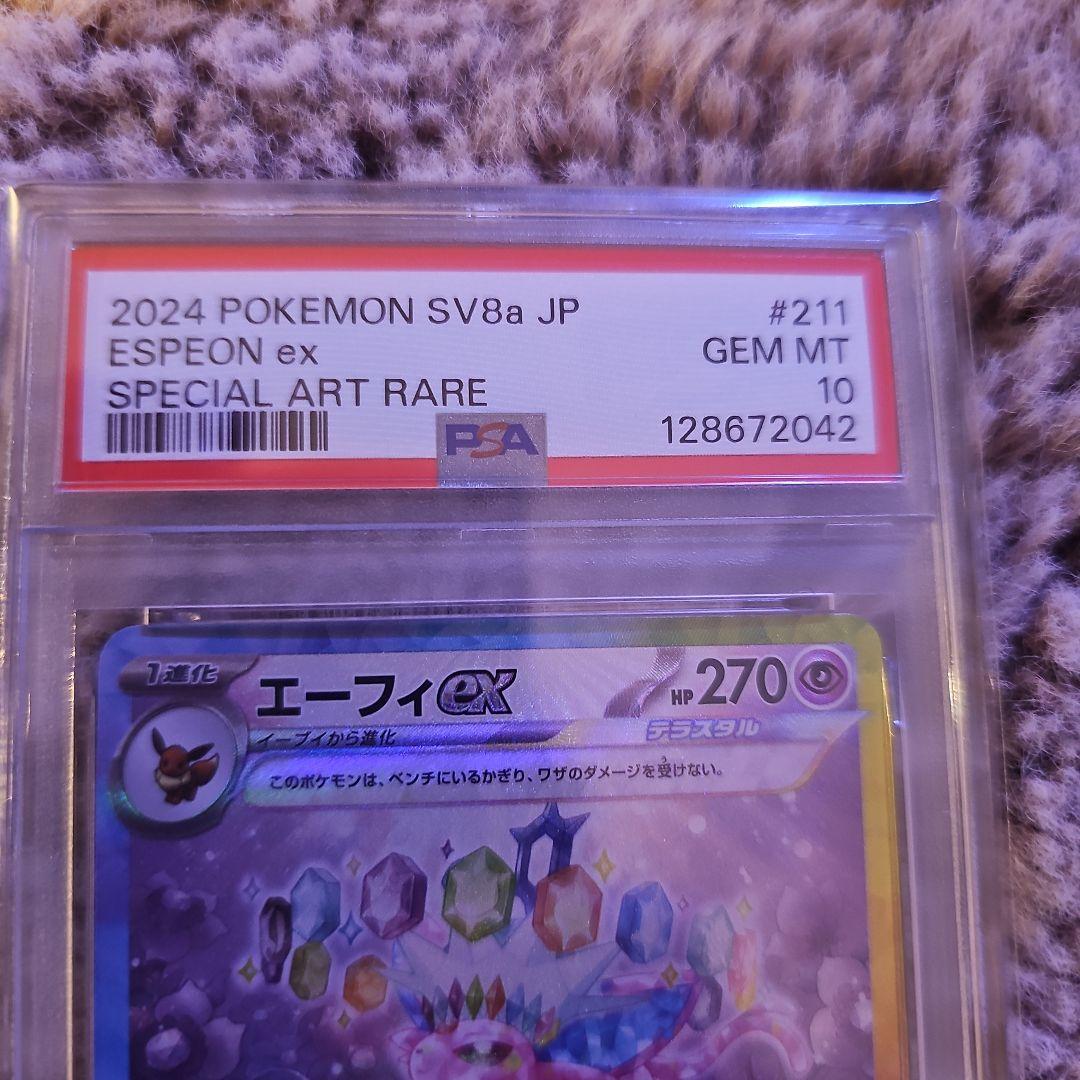 2024 POKEMON SV8a JP #211
ESPEON ex GEM MT
SPECIAL ART RARE 10
PSA 128672042
1進化 エーフィex HP 270
イーブイから進化 テラスタル
このポケモンは、ベンチにいるかぎり、ワザのダメージを受けない。